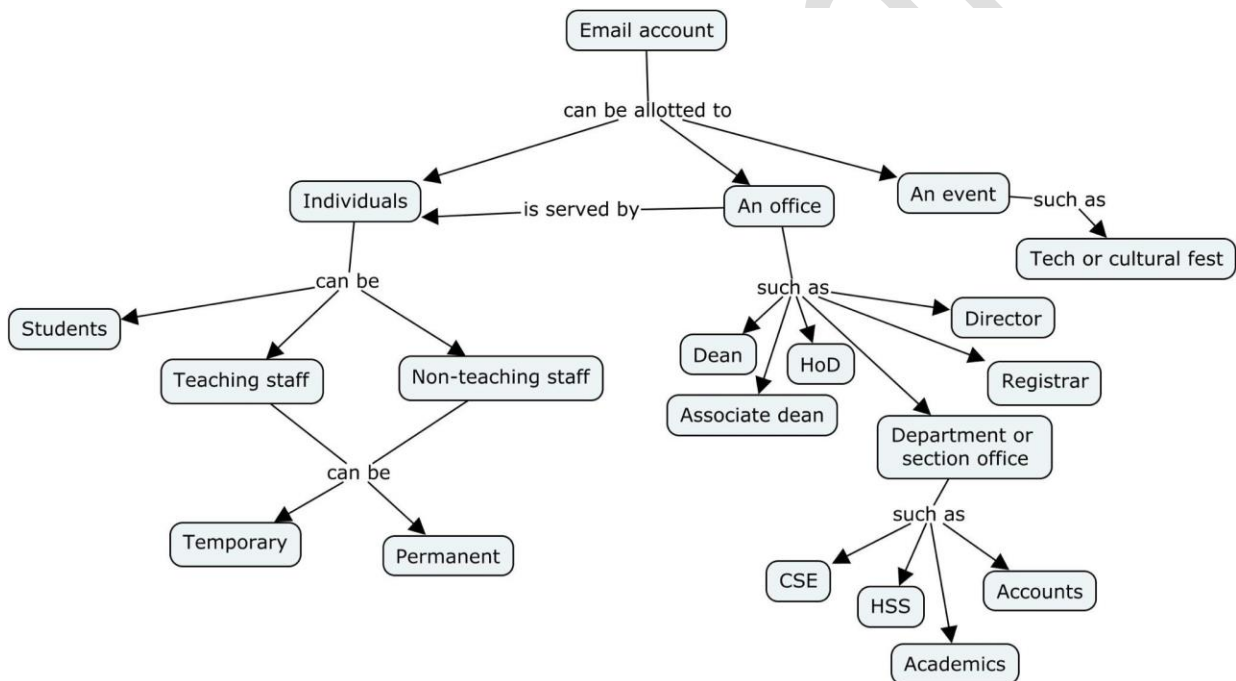 Email account
can be allotted to
Individuals
is served by
An office
An event
such as
Tech or cultural fest
can be
such as
Students
Teaching staff
Non-teaching staff
Dean
HoD
Director
Registrar
Associate dean
Department or
section office
can be
Temporary
Permanent
such as
CSE
HSS
Accounts
Academics